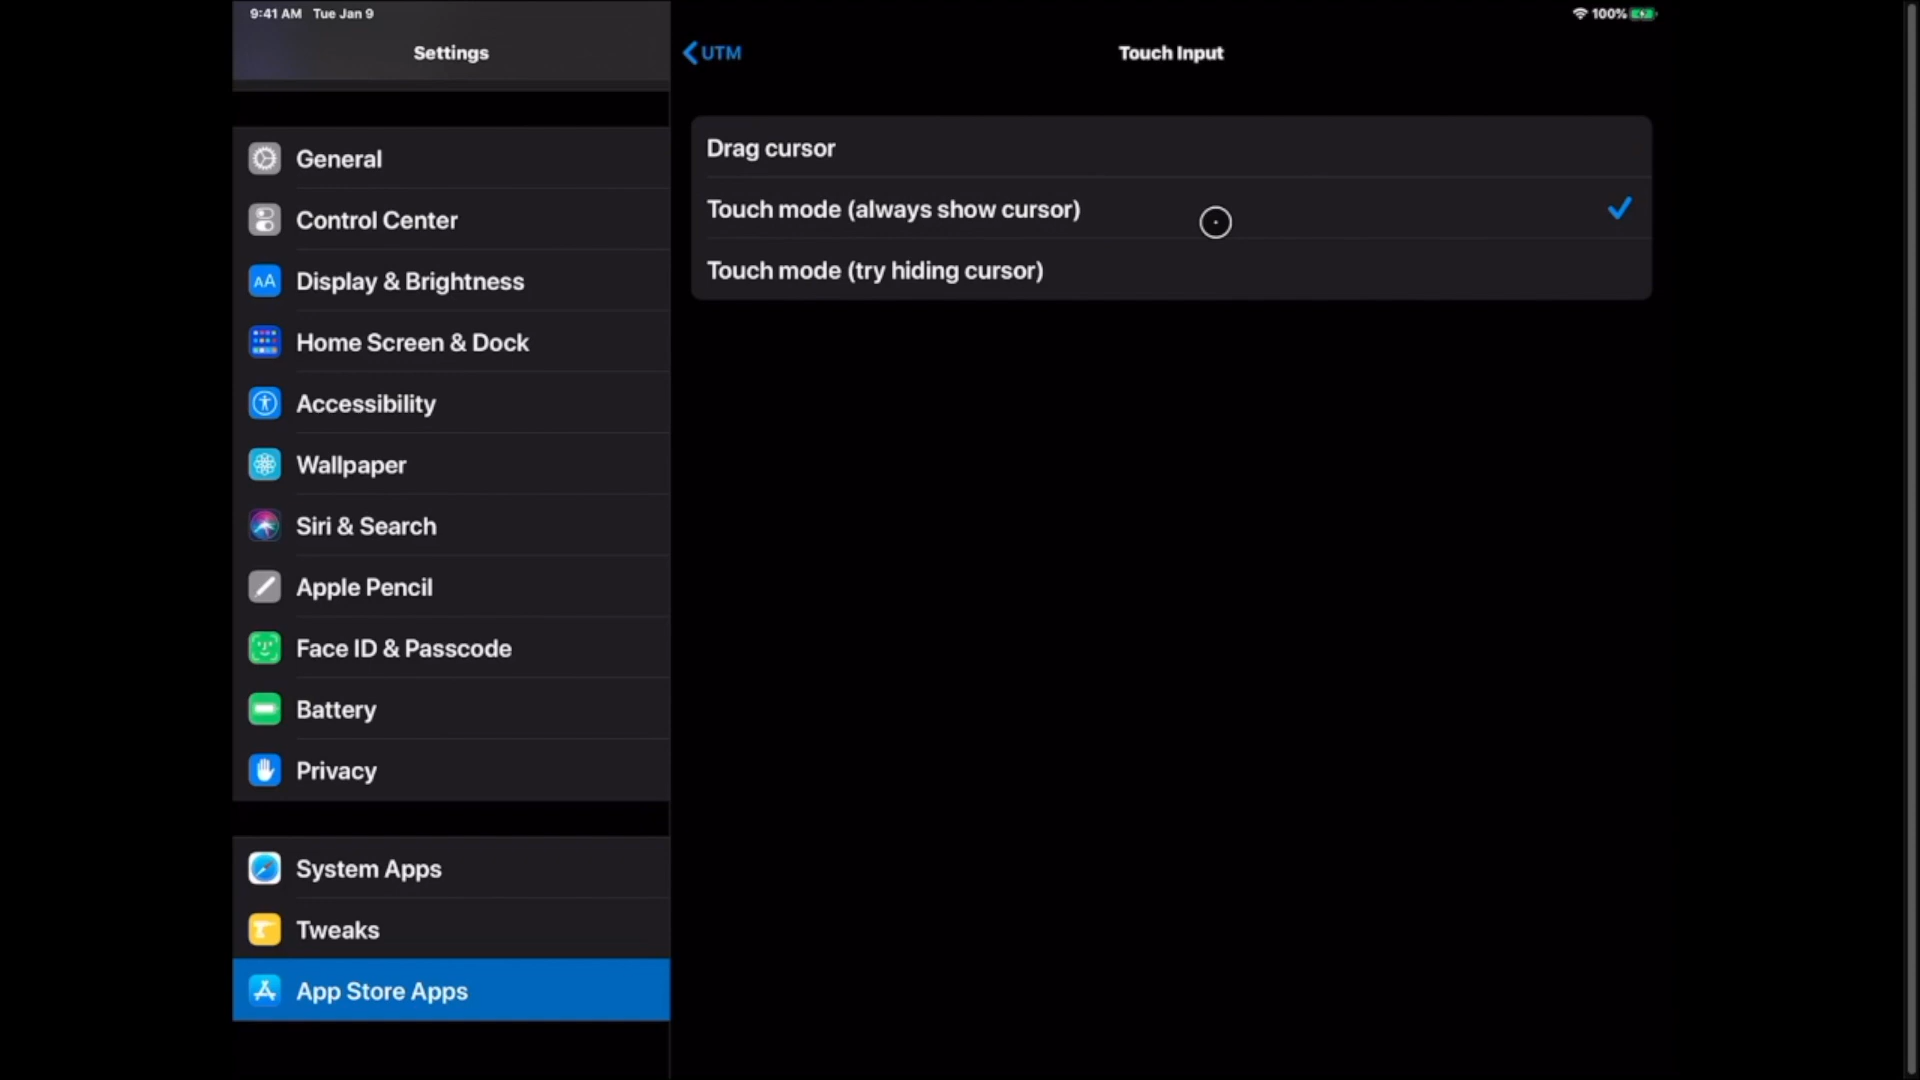 9:41 AM Tue Jan 9
100%
Settings
UTM
Touch Input
General
Control Center
Display & Brightness
Home Screen & Dock
Accessibility
Wallpaper
Siri & Search
Apple Pencil
Face ID & Passcode
Battery
Privacy
System Apps
Tweaks
App Store Apps
Drag cursor
Touch mode (always show cursor)
Touch mode (try hiding cursor)